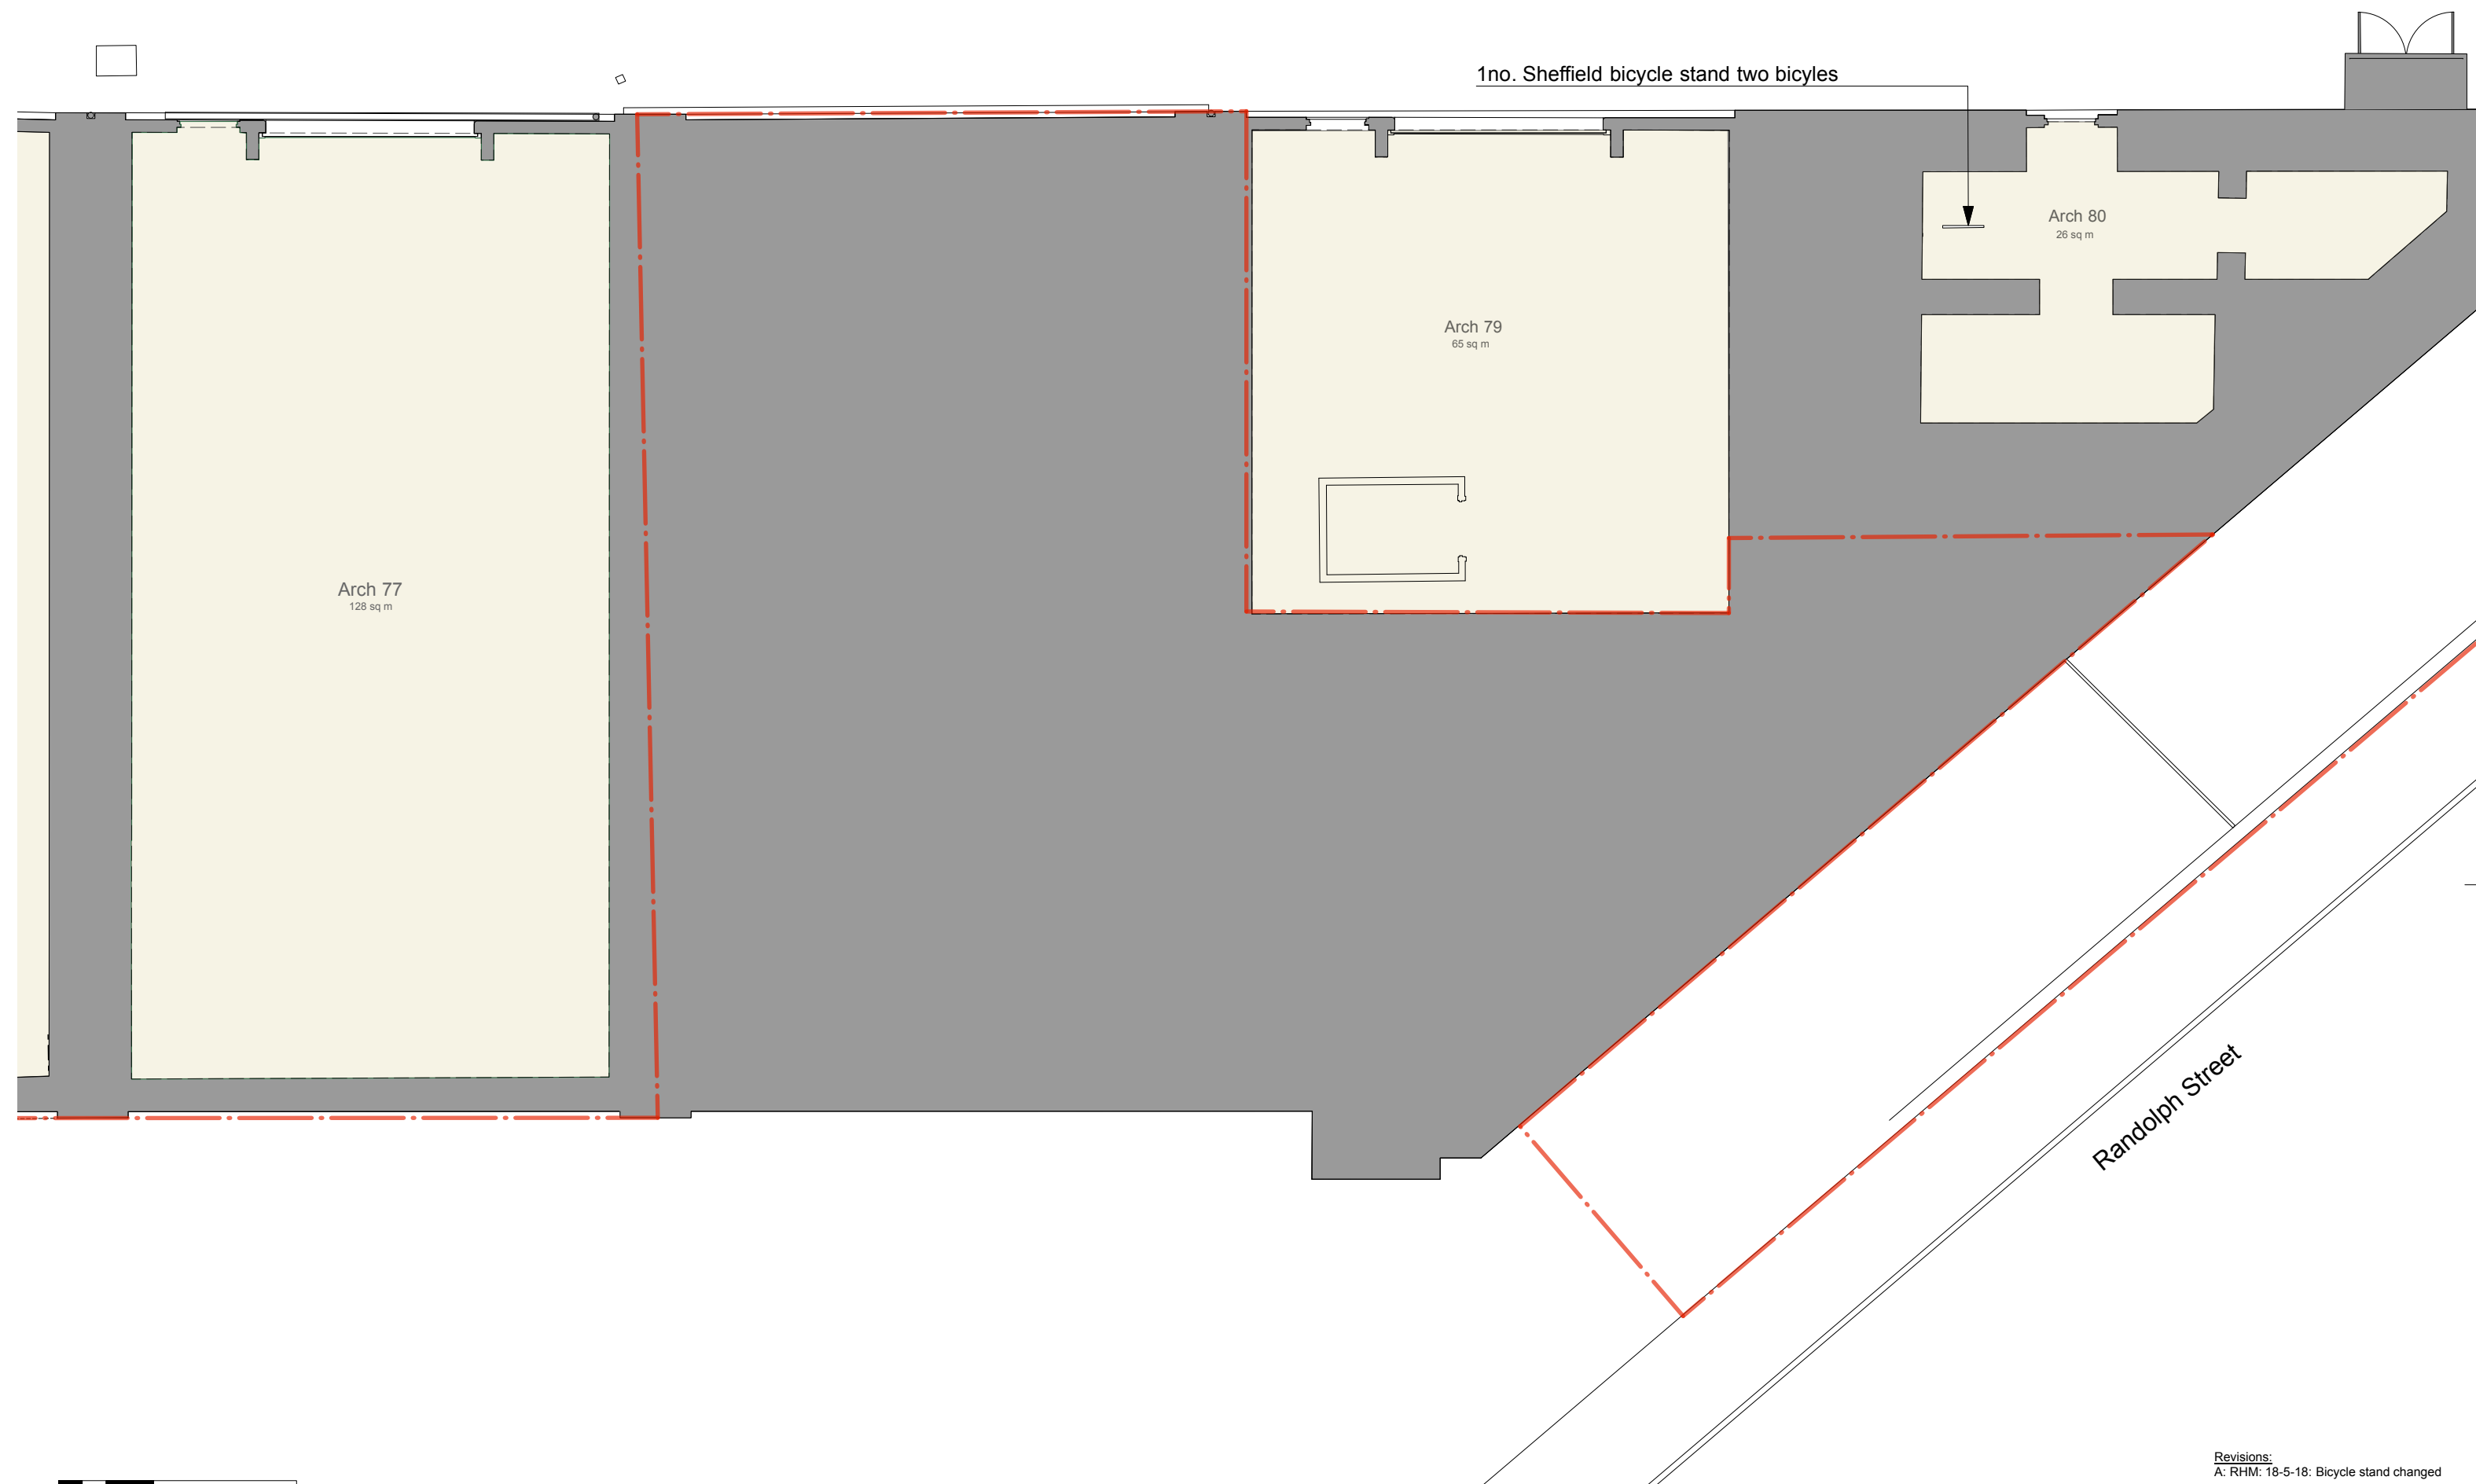 1no. Sheffield bicycle stand two bicyles
Arch 80
26 sq m
Arch 79
65 sq m
Arch 77
128 sq m
Randolph Street
Revisions:
A: RHM: 18-5-18: Bicycle stand changed